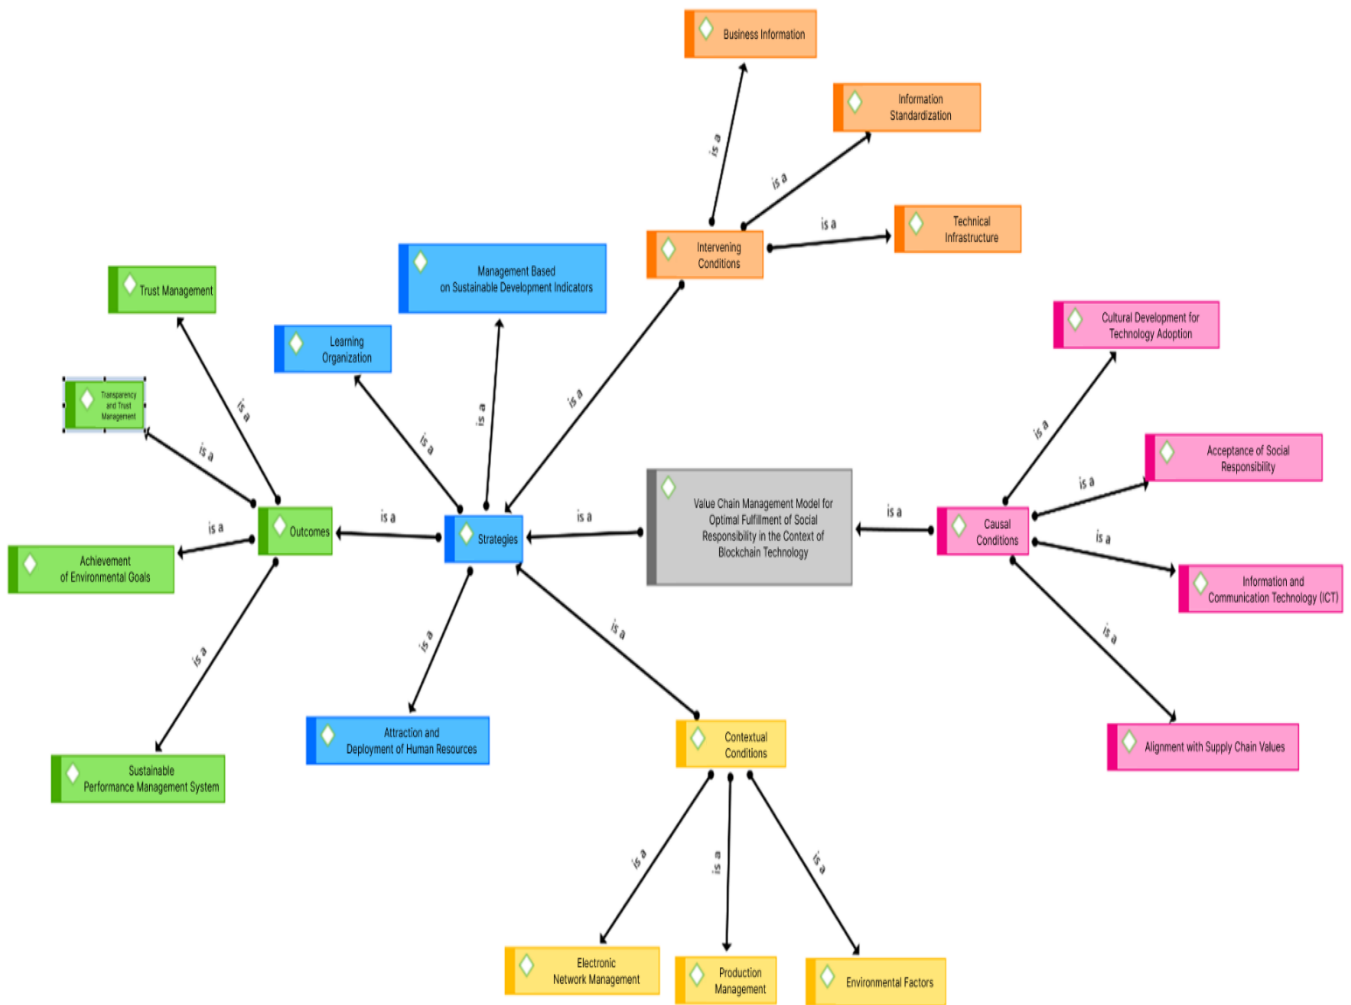 Business Information
is a
Information
Standardization
is a
Technical
Infrastructure
is a
Intervening
Conditions
Management Based
on Sustainable Development Indicators
Trust Management
Learning
Organization
Cultural Development for
Technology Adoption
Transparency
and Trust
Management
is a
is a
is a
is a
is a
is a
Acceptance of Social
Responsibility
is a
is a
Value Chain Management Model for
Optimal Fulfillment of Social
Responsibility in the Context of
Blockchain Technology
is a
is a
is a
is a
Outcomes
Strategies
Causal
Conditions
is a
Achievement
of Environmental Goals
Information and
Communication Technology (ICT)
is a
is a
is a
is a
Attraction and
Deployment of Human Resources
Contextual
Conditions
Alignment with Supply Chain Values
Sustainable
Performance Management System
is a
is a
is a
Electronic
Network Management
Production
Management
Environmental Factors